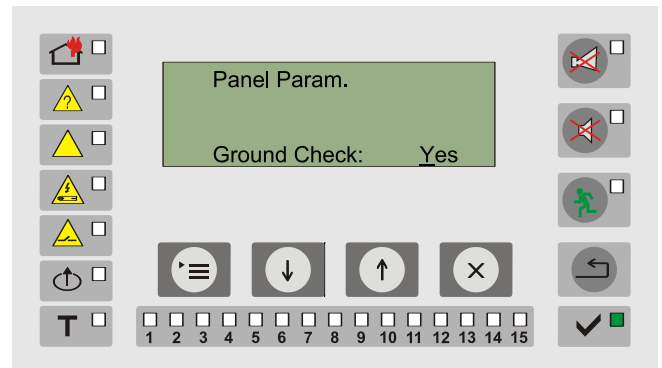 Panel Param.
Ground Check: Yes
?
T
1 2 3 4 5 6 7 8 9 10 11 12 13 14 15